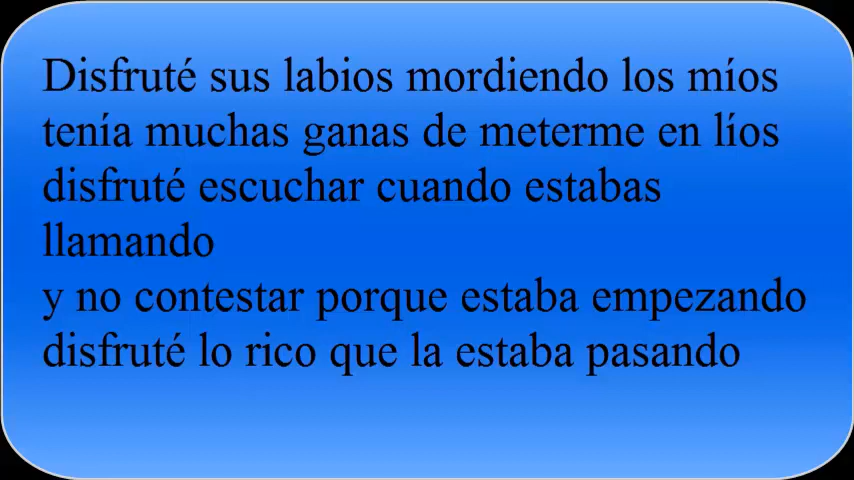 Disfruté sus labios mordiendo los míos
tenía muchas ganas de meterme en líos
disfruté escuchar cuando estabas
llamando
y no contestar porque estaba empezando
disfruté lo rico que la estaba pasando